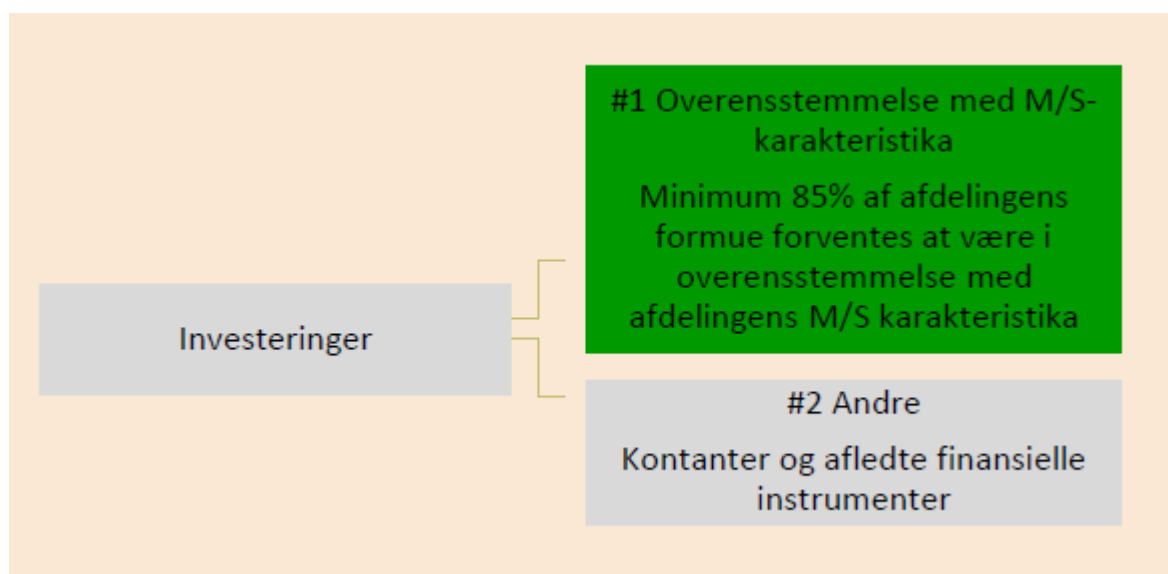 Investeringer
#1 Overensstemmelse med M/S-
karakteristika
Minimum 85% af afdelingens
formue forventes at være i
overensstemmelse med
afdelingens M/S karakteristika
#2 Andre
Kontanter og afledte finansielle
instrumenter